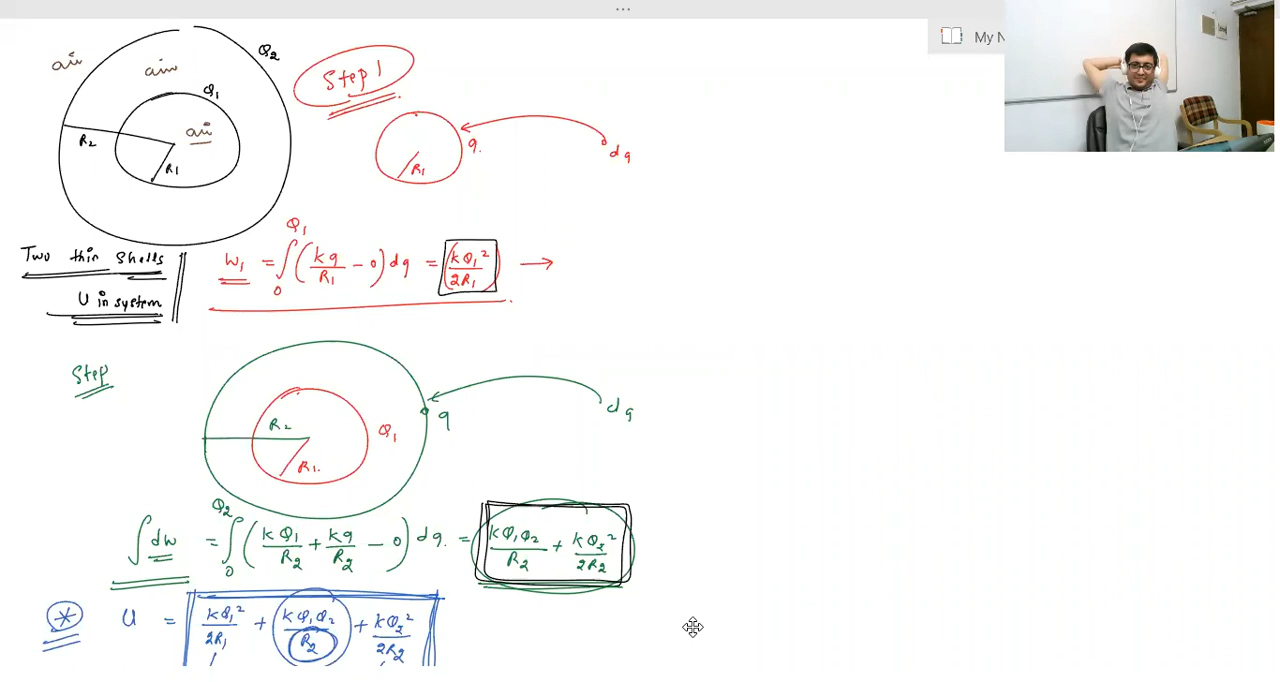 My N
air
air
air
Q2
Q1
R2
R1
Step 1
R1
q.
dq
Two thin shells
U in system
W1 = ∫_0^Q1 (kq/R1 − 0) dq = (kQ1²/2R1) →
Step
R2
R1.
Q1
q
dq
∫dW = ∫_0^Q2 (kQ1/R2 + kq/R2 − 0) dq. = kQ1Q2/R2 + kQ2²/2R2
* U = kQ1²/2R1 + kQ1Q2/R2 + kQ2²/2R2